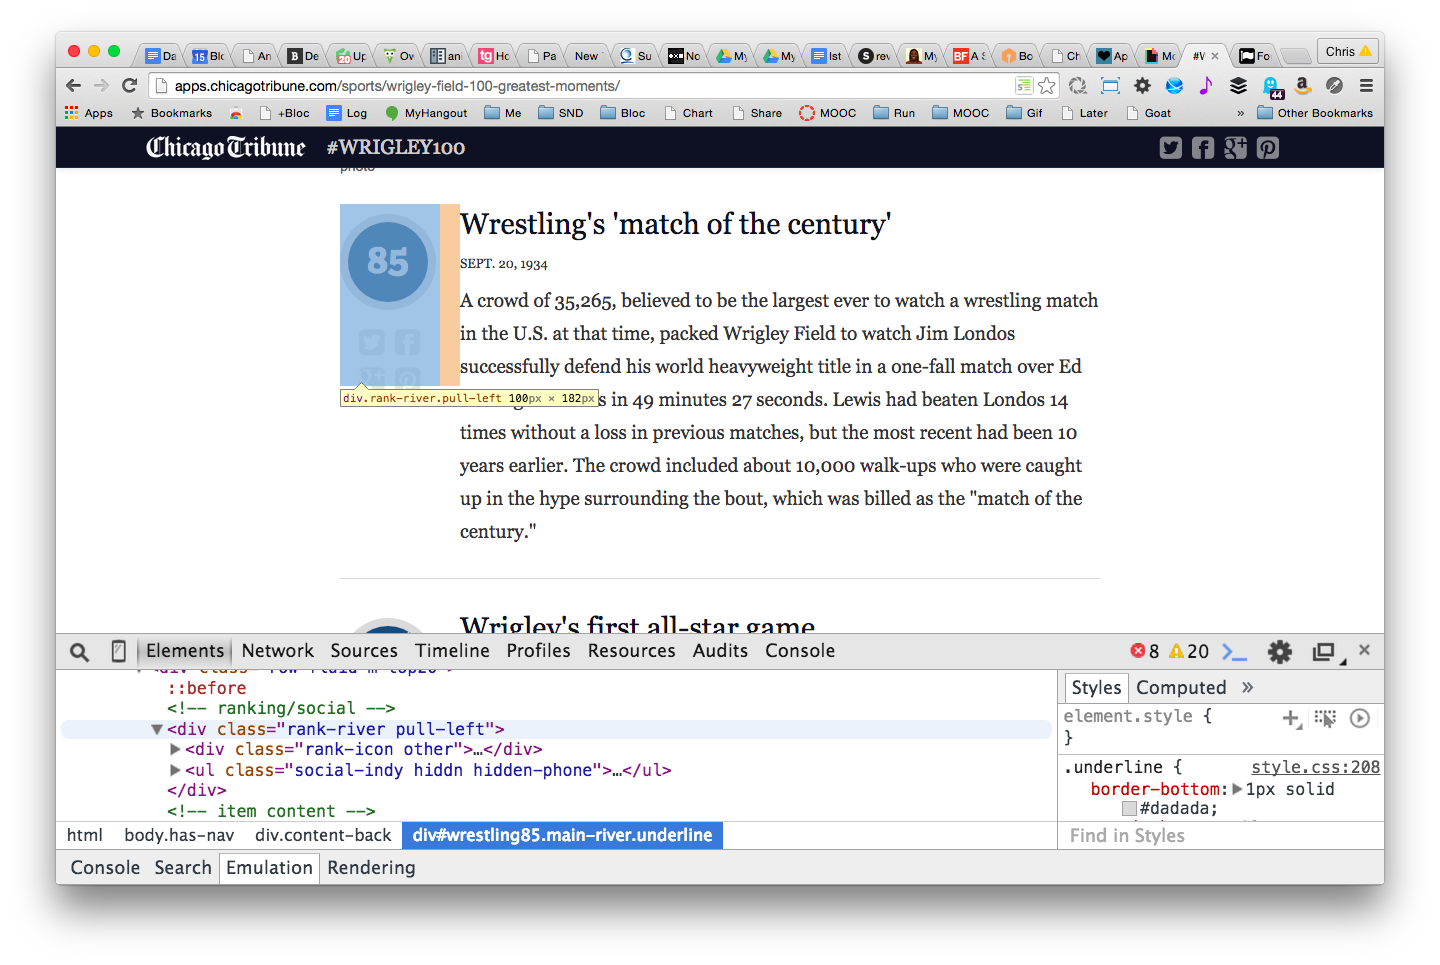 Da
15 Blo
An
B De
20 Up
Ov
an
tg Ho
Pa
New
Su
No
My
My
Ist
S rev
My
BF A S
Bo
Ch
Ap
Mo
#W ×
Fo
Chris
apps.chicagotribune.com/sports/wrigley-field-100-greatest-moments/
44
Apps Bookmarks +Bloc Log MyHangout Me SND Bloc Chart Share MOOC Run MOOC Gif Later Goat » Other Bookmarks
Chicago Tribune #WRIGLEY100
photo
85
Wrestling's 'match of the century'
SEPT. 20, 1934
A crowd of 35,265, believed to be the largest ever to watch a wrestling match
in the U.S. at that time, packed Wrigley Field to watch Jim Londos
successfully defend his world heavyweight title in a one-fall match over Ed
s in 49 minutes 27 seconds. Lewis had beaten Londos 14
div.rank-river.pull-left 100px × 182px
times without a loss in previous matches, but the most recent had been 10
years earlier. The crowd included about 10,000 walk-ups who were caught
up in the hype surrounding the bout, which was billed as the "match of the
century."
Wrigley's first all-star game
Elements Network Sources Timeline Profiles Resources Audits Console 8 20
<div class="row-fluid m-top20">
::before
<!-- ranking/social -->
<div class="rank-river pull-left">
<div class="rank-icon other">…</div>
<ul class="social-indy hiddn hidden-phone">…</ul>
</div>
<!-- item content -->
Styles Computed »
element.style {
}
.underline { style.css:208
border-bottom: 1px solid
#dadada;
Find in Styles
html body.has-nav div.content-back div#wrestling85.main-river.underline
Console Search Emulation Rendering